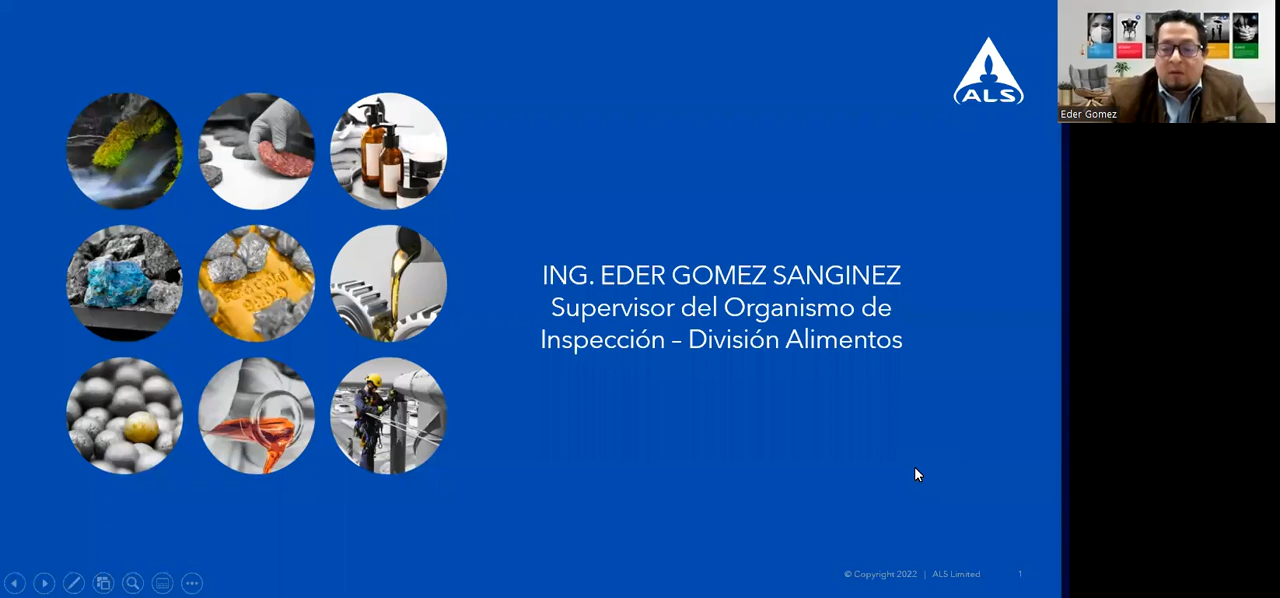 ALS
Eder Gomez
ING. EDER GOMEZ SANGINEZ
Supervisor del Organismo de
Inspección – División Alimentos
© Copyright 2022 | ALS Limited 1